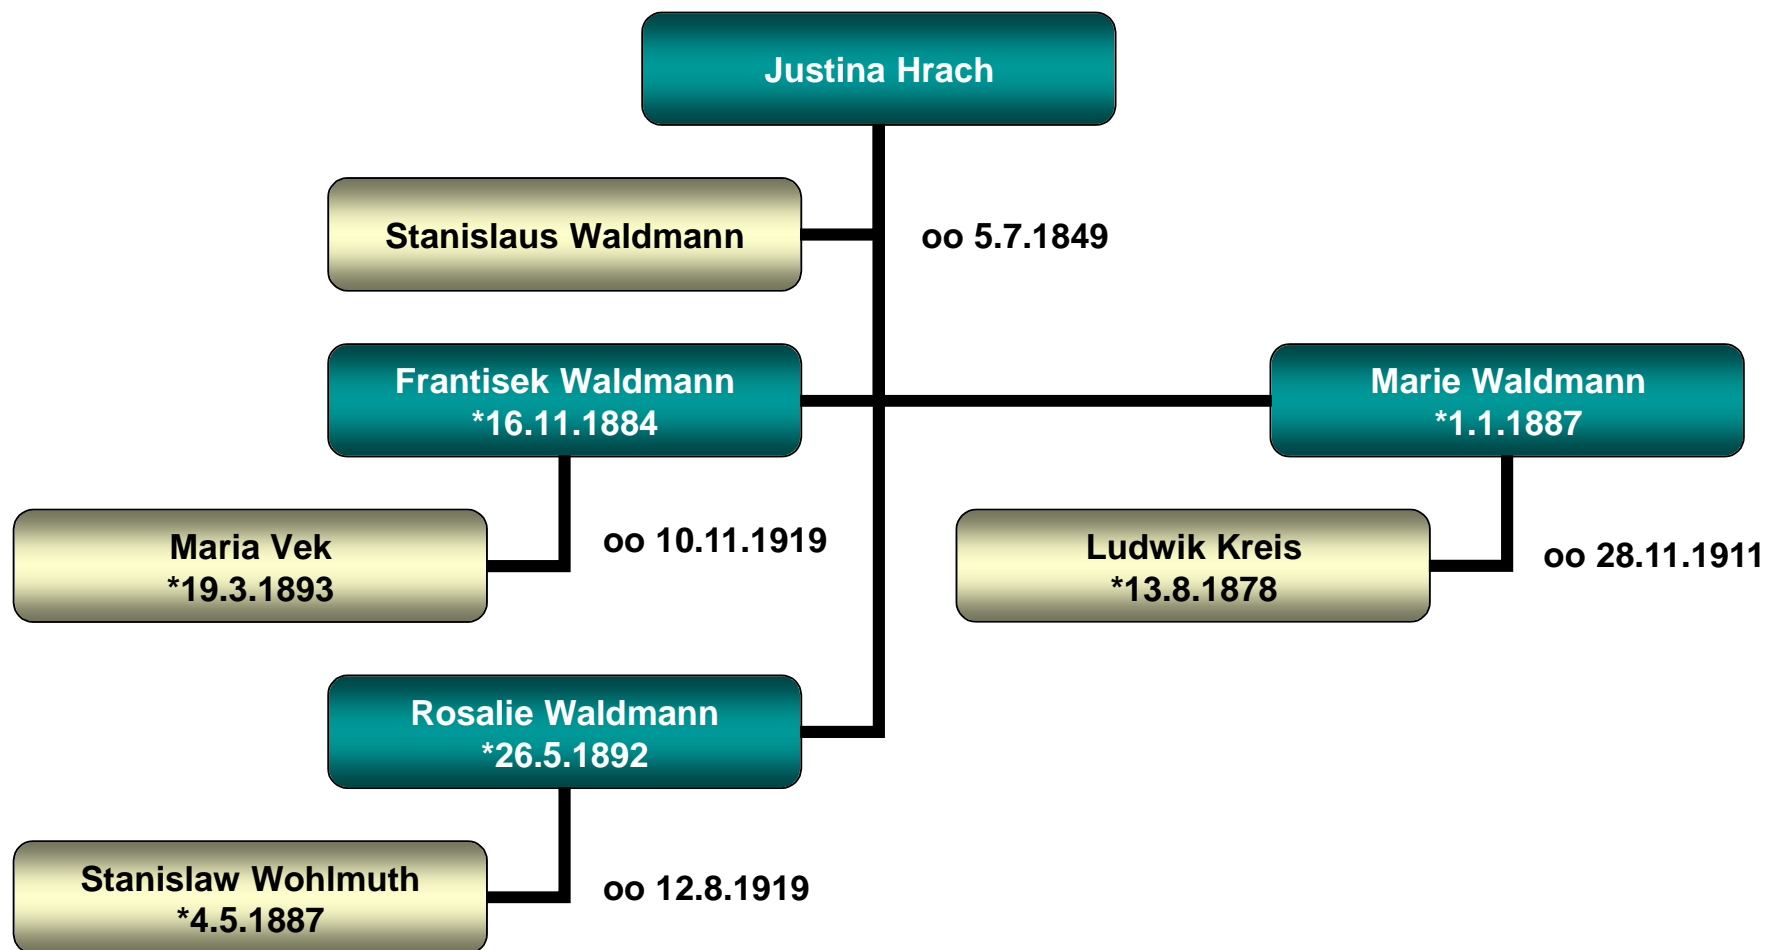 Justina Hrach
Stanislaus Waldmann
oo 5.7.1849
Frantisek Waldmann
*16.11.1884
Marie Waldmann
*1.1.1887
Maria Vek
*19.3.1893
oo 10.11.1919
Ludwik Kreis
*13.8.1878
oo 28.11.1911
Rosalie Waldmann
*26.5.1892
Stanislaw Wohlmuth
*4.5.1887
oo 12.8.1919